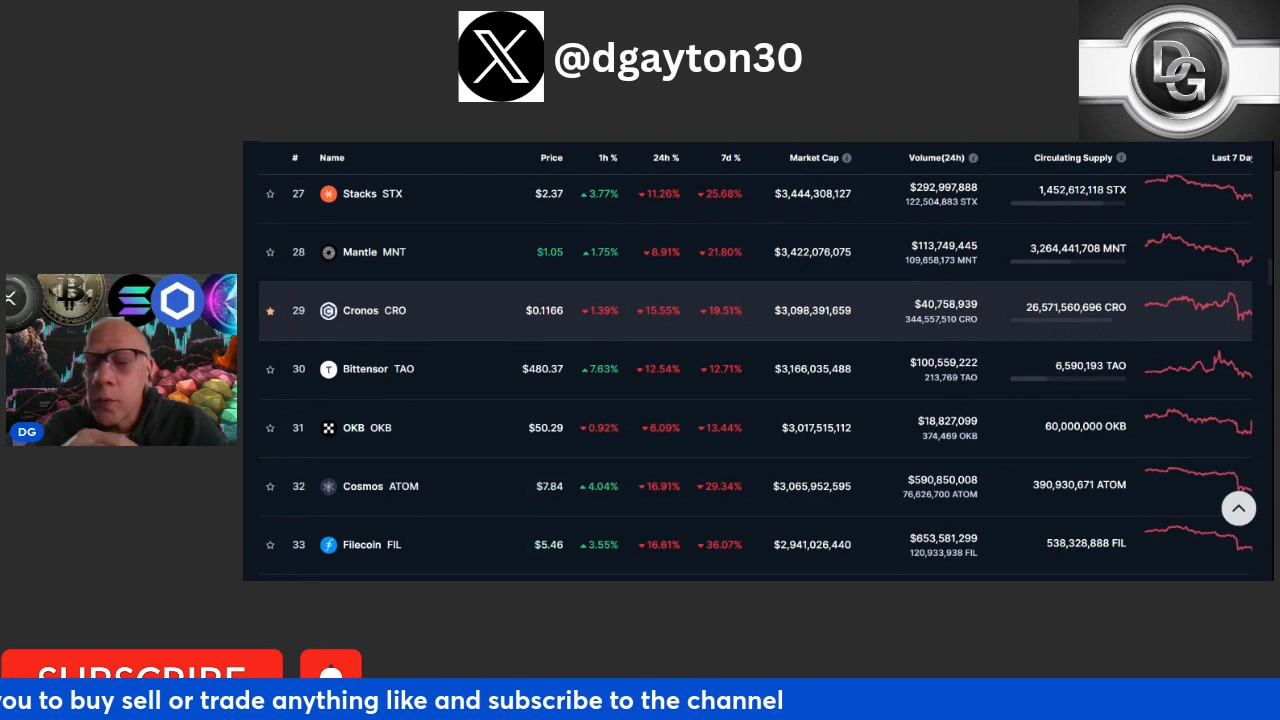 @dgayton30
DG
# Name Price 1h % 24h % 7d % Market Cap Volume(24h) Circulating Supply Last 7 Day
27 Stacks STX $2.37 3.77% 11.26% 25.68% $3,444,308,127 $292,997,888 1,452,612,118 STX
122,504,883 STX
28 Mantle MNT $1.05 1.75% 8.91% 21.80% $3,422,076,075 $113,749,445 3,264,441,708 MNT
109,658,173 MNT
29 Cronos CRO $0.1166 1.39% 15.55% 19.51% $3,098,391,659 $40,758,939 26,571,560,696 CRO
344,557,510 CRO
30 Bittensor TAO $480.37 7.63% 12.54% 12.71% $3,166,035,488 $100,559,222 6,590,193 TAO
213,769 TAO
31 OKB OKB $50.29 0.92% 6.09% 13.44% $3,017,515,112 $18,827,099 60,000,000 OKB
374,469 OKB
32 Cosmos ATOM $7.84 4.04% 16.91% 29.34% $3,065,952,595 $590,850,008 390,930,671 ATOM
76,626,700 ATOM
33 Filecoin FIL $5.46 3.55% 16.61% 36.07% $2,941,026,440 $653,581,299 538,328,888 FIL
120,933,938 FIL
DG
SUBSCRIBE
you to buy sell or trade anything like and subscribe to the channel